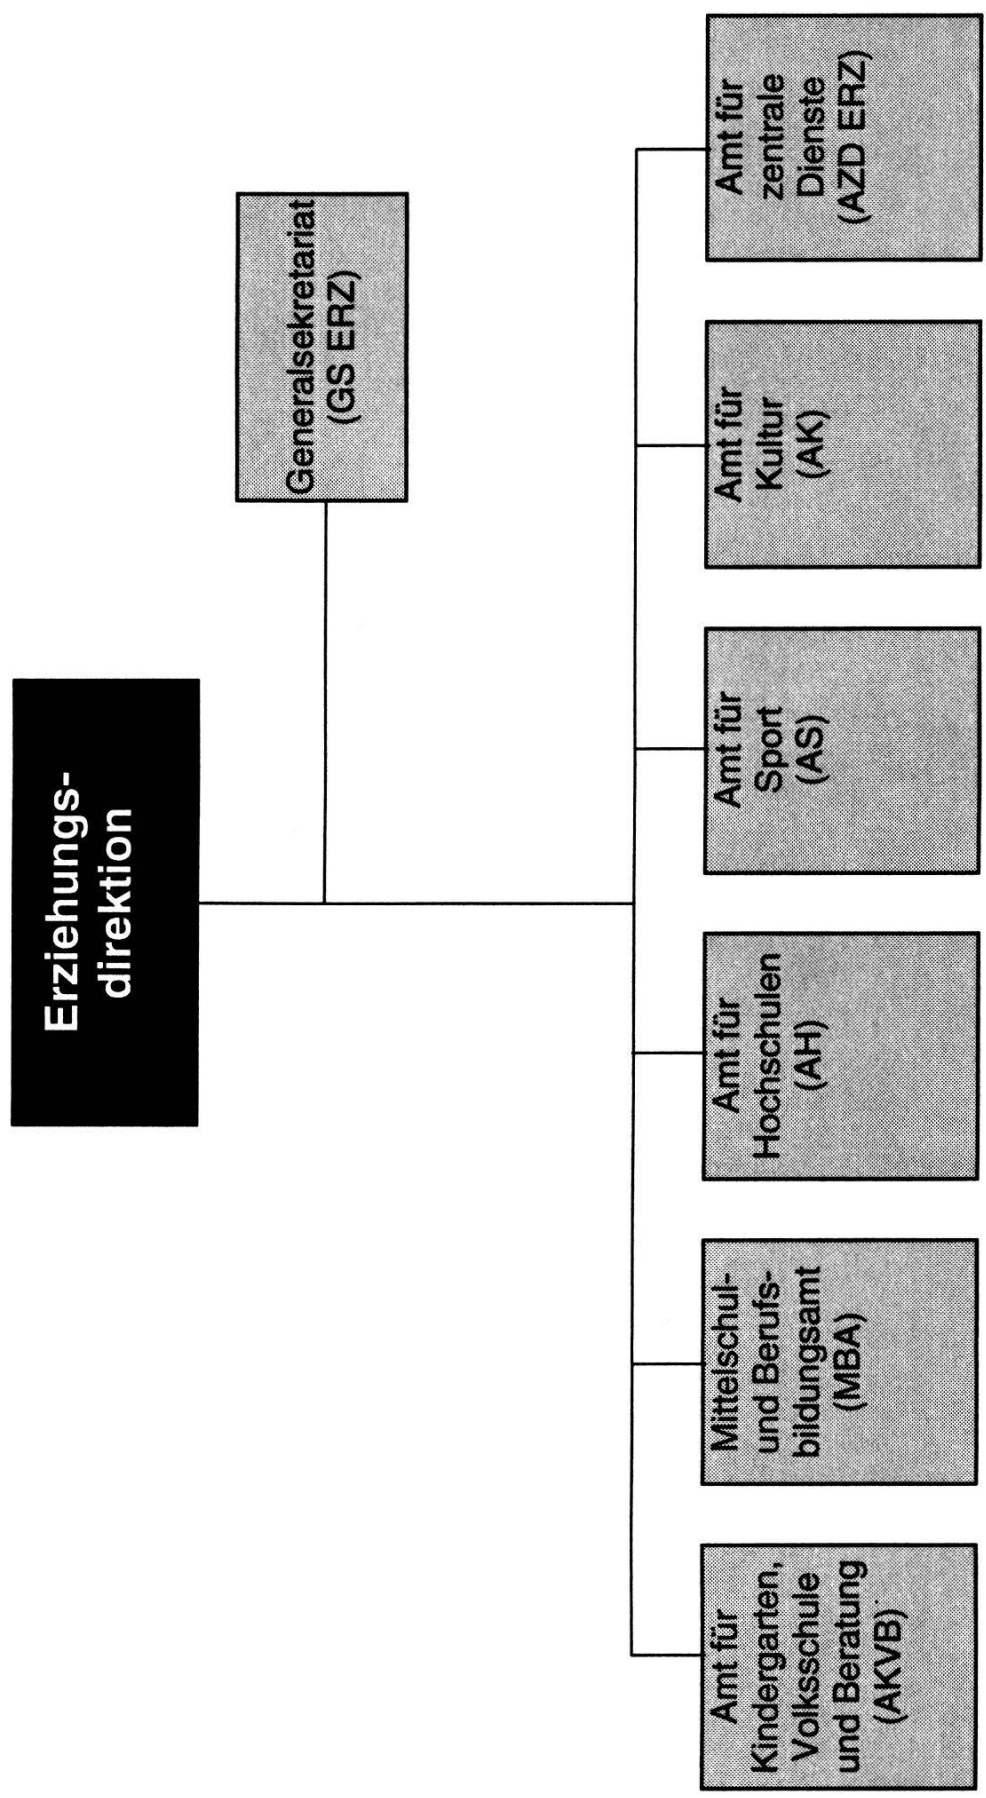 Erziehungs-
direktion
Generalsekretariat
(GS ERZ)
Amt für
Kindergarten,
Volksschule
und Beratung
(AKVB)
Mittelschul-
und Berufs-
bildungsamt
(MBA)
Amt für
Hochschulen
(AH)
Amt für
Sport
(AS)
Amt für
Kultur
(AK)
Amt für
zentrale
Dienste
(AZD ERZ)